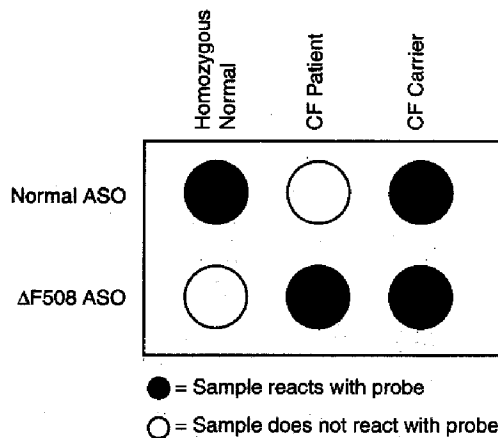 Homozygous
Normal
CF Patient
CF Carrier
Normal ASO
ΔF508 ASO
= Sample reacts with probe
= Sample does not react with probe